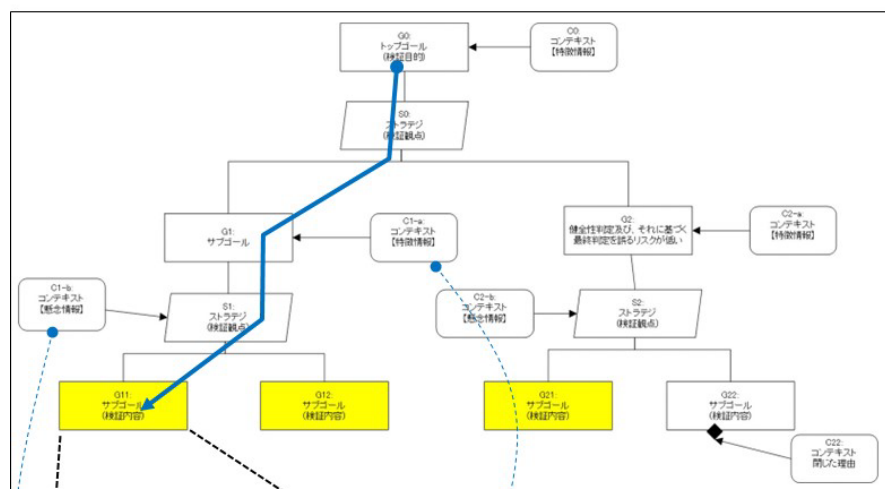 G0:
トップゴール
(検証目的)
C0:
コンテキスト
【特徴情報】
S0:
ストラテジ
(検証観点)
G1:
サブゴール
C1-a:
コンテキスト
【特徴情報】
G2:
健全性判定及び、それに基づく
最終判定を誤るリスクが低い
C2-a:
コンテキスト
【特徴情報】
C1-b:
コンテキスト
【懸念情報】
S1:
ストラテジ
(検証観点)
C2-b:
コンテキスト
【懸念情報】
S2:
ストラテジ
(検証観点)
G11:
サブゴール
(検証内容)
G12:
サブゴール
(検証内容)
G21:
サブゴール
(検証内容)
G22:
サブゴール
(検証内容)
C22:
コンテキスト
閉じた理由